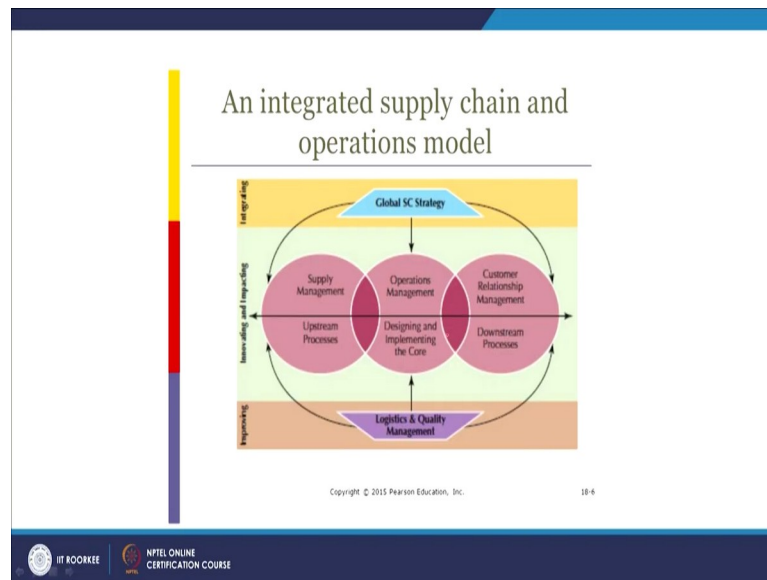 An integrated supply chain and
operations model
Integrating
Global SC Strategy
Innovating and Impacting
Supply
Management
Operations
Management
Customer
Relationship
Management
Upstream
Processes
Designing and
Implementing
the Core
Downstream
Processes
Improving
Logistics & Quality
Management
Copyright © 2015 Pearson Education, Inc.
18-6
IIT ROORKEE
NPTEL ONLINE
CERTIFICATION COURSE